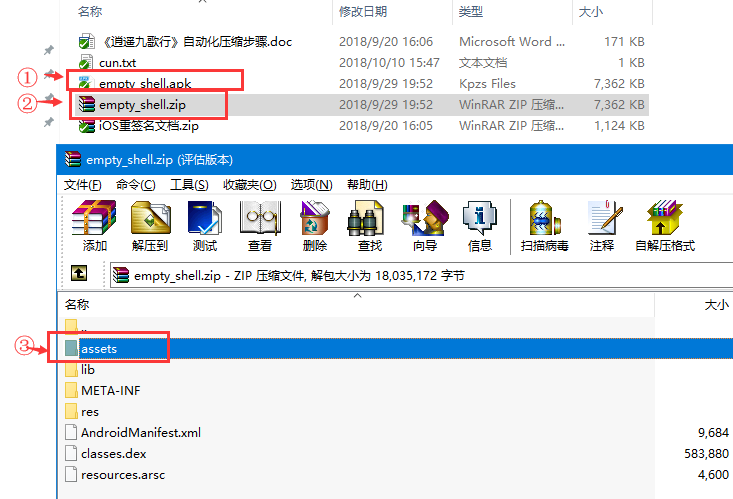 名称 修改日期 类型 大小
《逍遥九歌行》自动化压缩步骤.doc 2018/9/20 16:06 Microsoft Word ... 171 KB
cun.txt 2018/10/10 15:47 文本文档 1 KB
① empty_shell.apk 2018/9/29 19:52 Kpzs Files 7,362 KB
② empty_shell.zip 2018/9/29 19:52 WinRAR ZIP 压缩... 7,362 KB
iOS重签名文档.zip 2018/9/20 16:05 WinRAR ZIP 压缩... 1,124 KB
empty_shell.zip (评估版本)
文件(F) 命令(C) 工具(S) 收藏夹(O) 选项(N) 帮助(H)
添加 解压到 测试 查看 删除 查找 向导 信息 扫描病毒 注释 自解压格式
empty_shell.zip - ZIP 压缩文件, 解包大小为 18,035,172 字节
名称 大小
..
③ assets
lib
META-INF
res
AndroidManifest.xml 9,684
classes.dex 583,880
resources.arsc 4,600